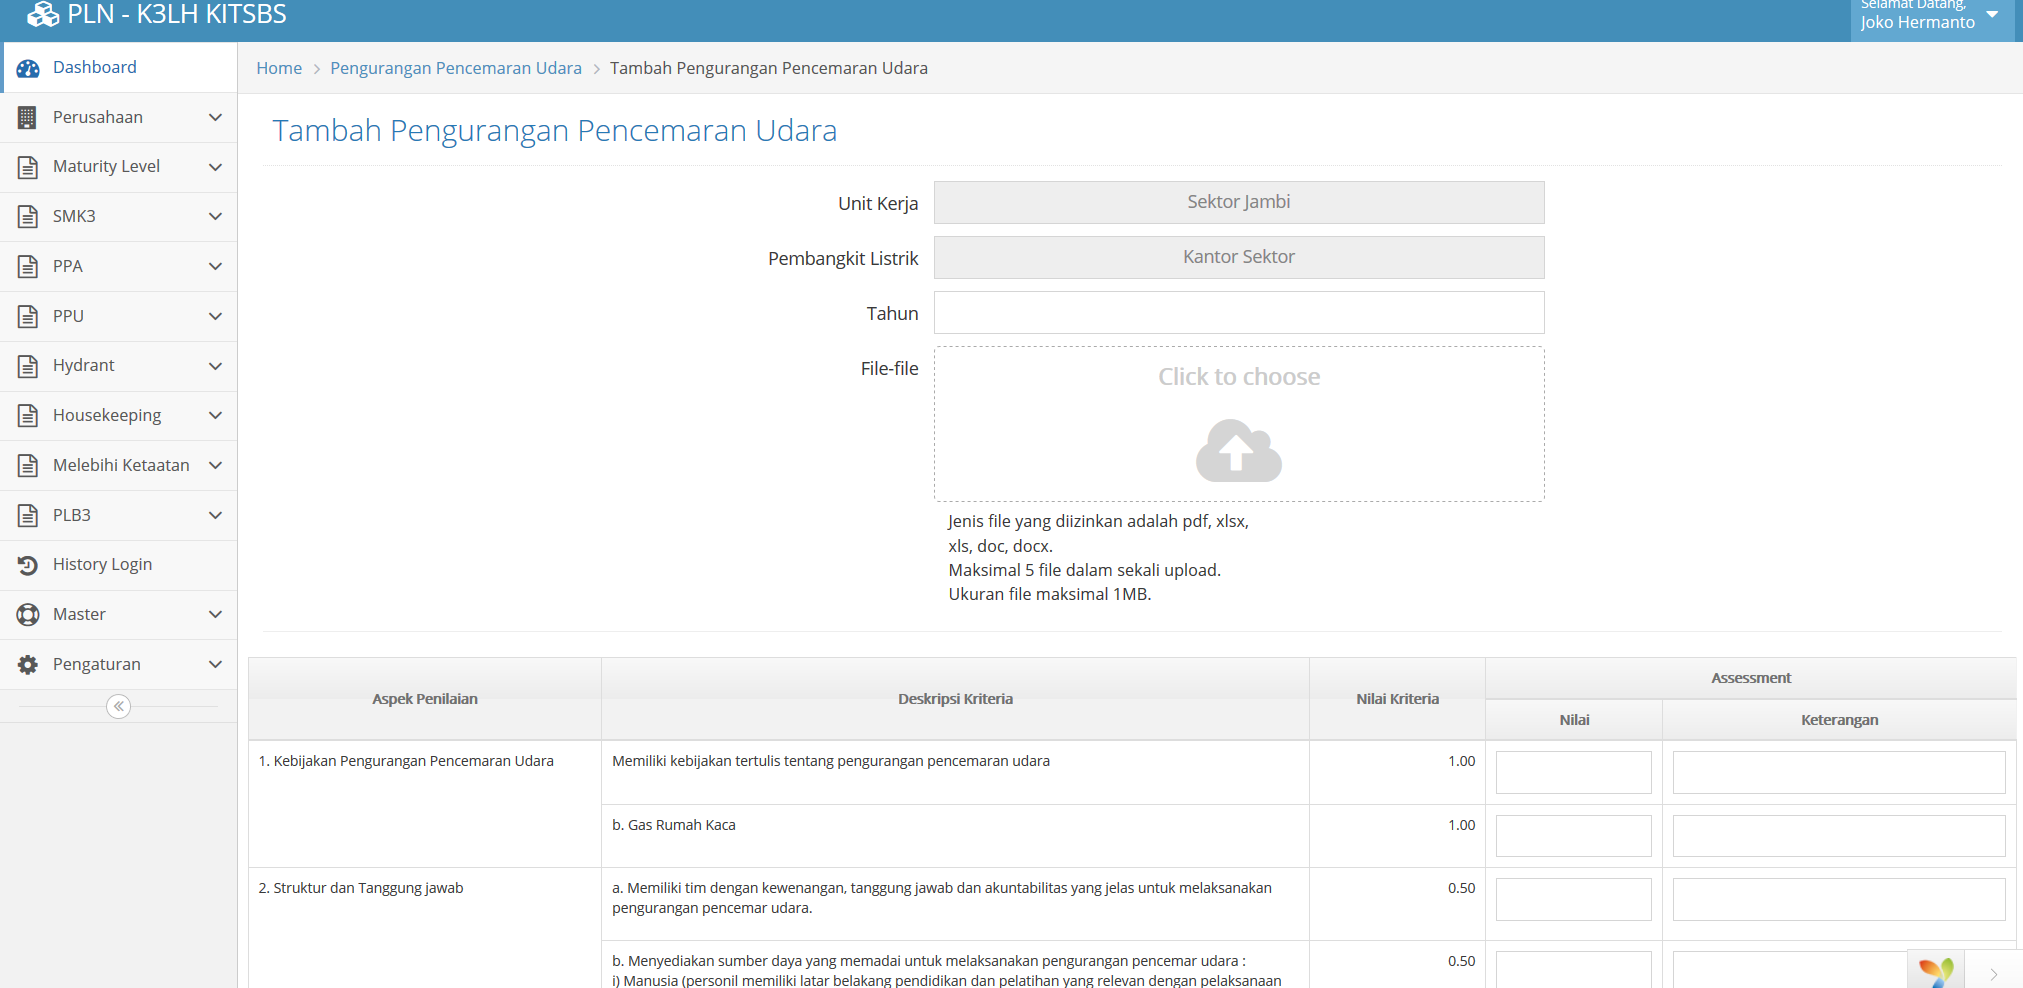 PLN - K3LH KITSBS
Selamat Datang,
Joko Hermanto
Dashboard
Perusahaan
Maturity Level
SMK3
PPA
PPU
Hydrant
Housekeeping
Melebihi Ketaatan
PLB3
History Login
Master
Pengaturan
Home > Pengurangan Pencemaran Udara > Tambah Pengurangan Pencemaran Udara
Tambah Pengurangan Pencemaran Udara
Unit Kerja Sektor Jambi
Pembangkit Listrik Kantor Sektor
Tahun
File-file
Click to choose
Jenis file yang diizinkan adalah pdf, xlsx,
xls, doc, docx.
Maksimal 5 file dalam sekali upload.
Ukuran file maksimal 1MB.
Aspek Penilaian Deskripsi Kriteria Nilai Kriteria Assessment
Nilai Keterangan
1. Kebijakan Pengurangan Pencemaran Udara Memiliki kebijakan tertulis tentang pengurangan pencemaran udara 1.00
b. Gas Rumah Kaca 1.00
2. Struktur dan Tanggung jawab a. Memiliki tim dengan kewenangan, tanggung jawab dan akuntabilitas yang jelas untuk melaksanakan 0.50
pengurangan pencemar udara.
b. Menyediakan sumber daya yang memadai untuk melaksanakan pengurangan pencemar udara : 0.50
i) Manusia (personil memiliki latar belakang pendidikan dan pelatihan yang relevan dengan pelaksanaan